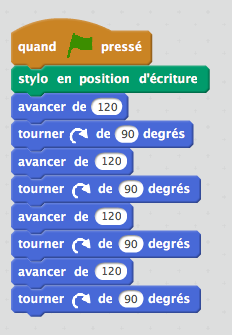 quand pressé
stylo en position d'écriture
avancer de 120
tourner de 90 degrés
avancer de 120
tourner de 90 degrés
avancer de 120
tourner de 90 degrés
avancer de 120
tourner de 90 degrés